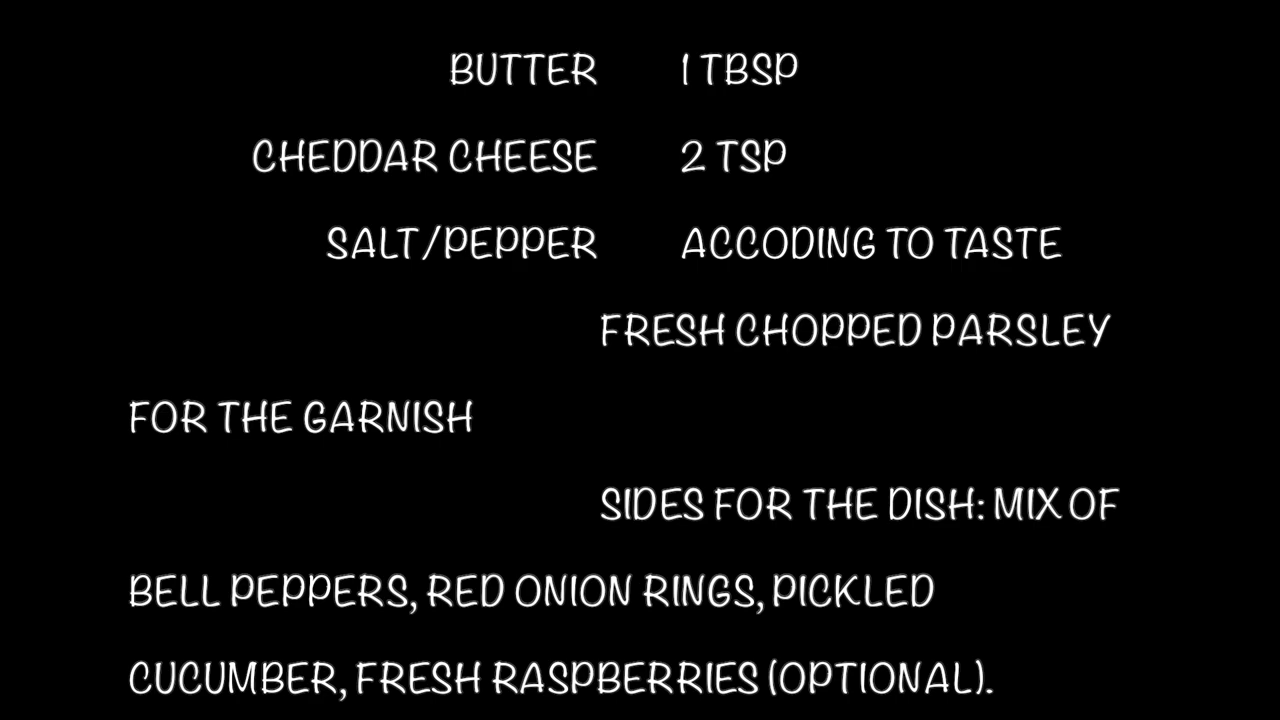 BUTTER 1 TBSP
CHEDDAR CHEESE 2 TSP
SALT/PEPPER ACCODING TO TASTE
FRESH CHOPPED PARSLEY
FOR THE GARNISH
SIDES FOR THE DISH: MIX OF
BELL PEPPERS, RED ONION RINGS, PICKLED
CUCUMBER, FRESH RASPBERRIES (OPTIONAL).